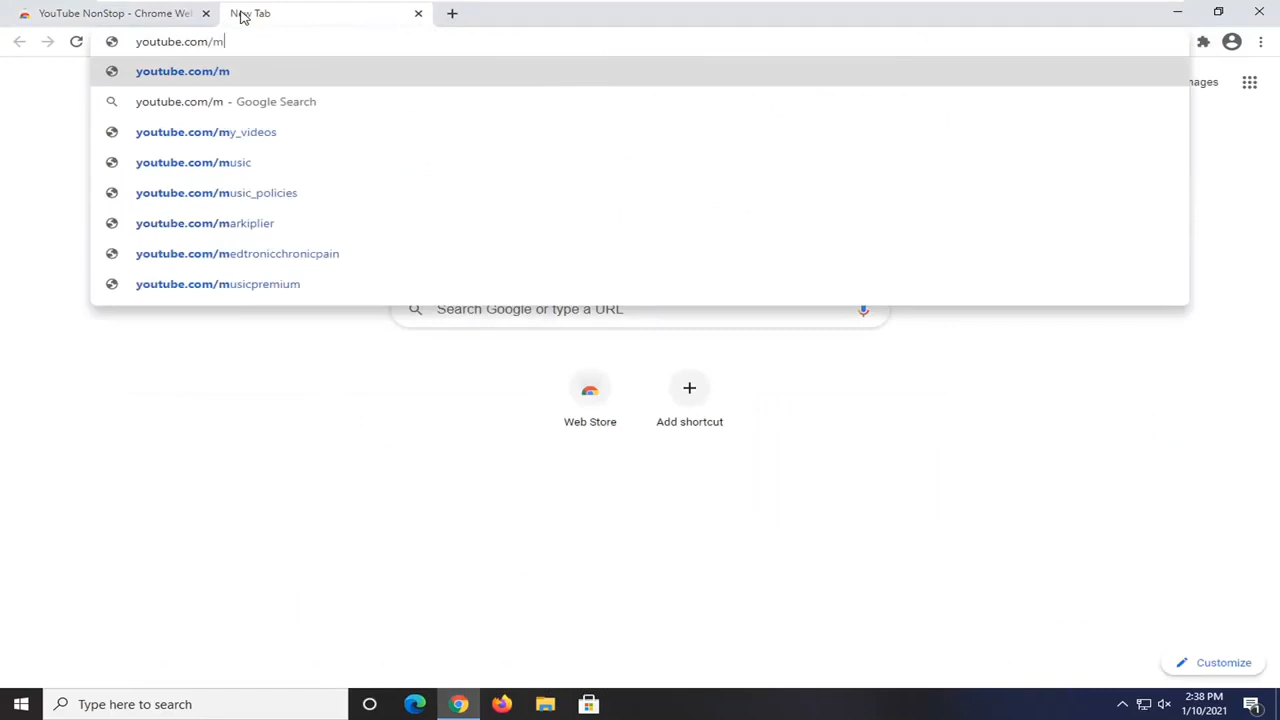 YouTube NonStop - Chrome Wel
New Tab
youtube.com/m
youtube.com/m
youtube.com/m - Google Search
youtube.com/my_videos
youtube.com/music
youtube.com/music_policies
youtube.com/markiplier
youtube.com/medtronicchronicpain
youtube.com/musicpremium
Search Google or type a URL
Web Store
Add shortcut
Customize
Type here to search
2:38 PM
1/10/2021
1